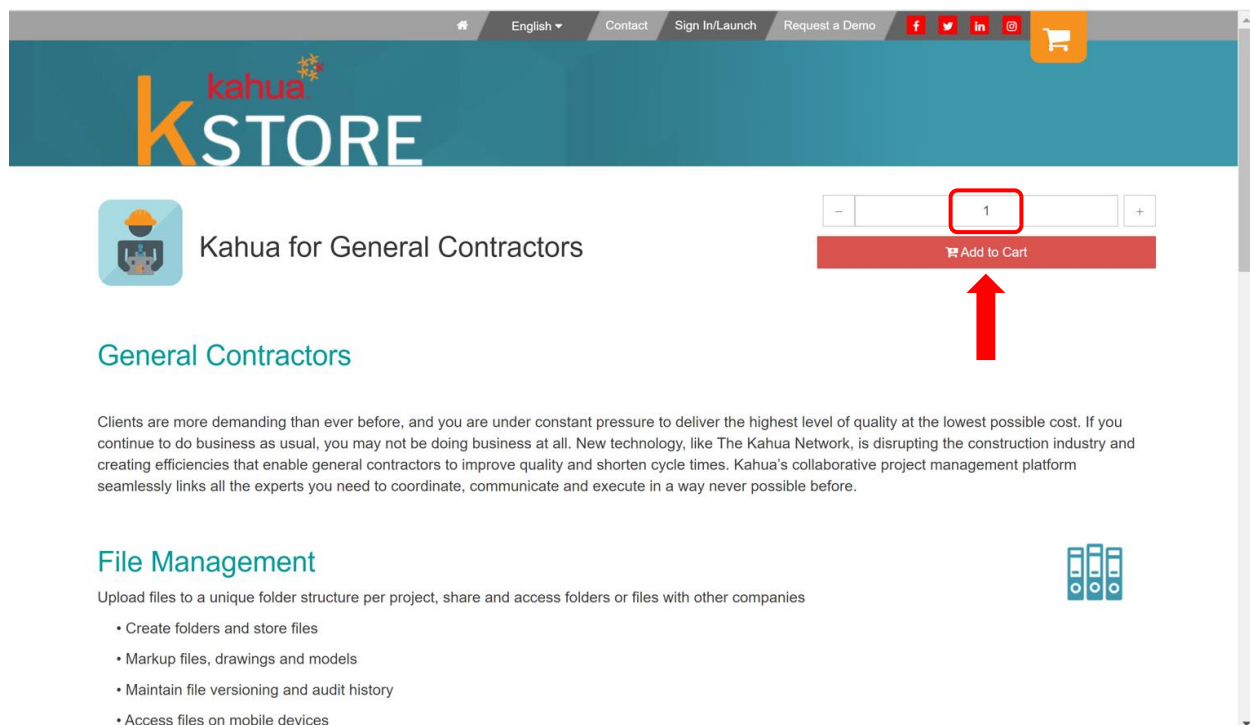 English
Contact
Sign In/Launch
Request a Demo
kahua
KSTORE
Kahua for General Contractors
− 1 +
Add to Cart
General Contractors
Clients are more demanding than ever before, and you are under constant pressure to deliver the highest level of quality at the lowest possible cost. If you
continue to do business as usual, you may not be doing business at all. New technology, like The Kahua Network, is disrupting the construction industry and
creating efficiencies that enable general contractors to improve quality and shorten cycle times. Kahua's collaborative project management platform
seamlessly links all the experts you need to coordinate, communicate and execute in a way never possible before.
File Management
Upload files to a unique folder structure per project, share and access folders or files with other companies
• Create folders and store files
• Markup files, drawings and models
• Maintain file versioning and audit history
• Access files on mobile devices